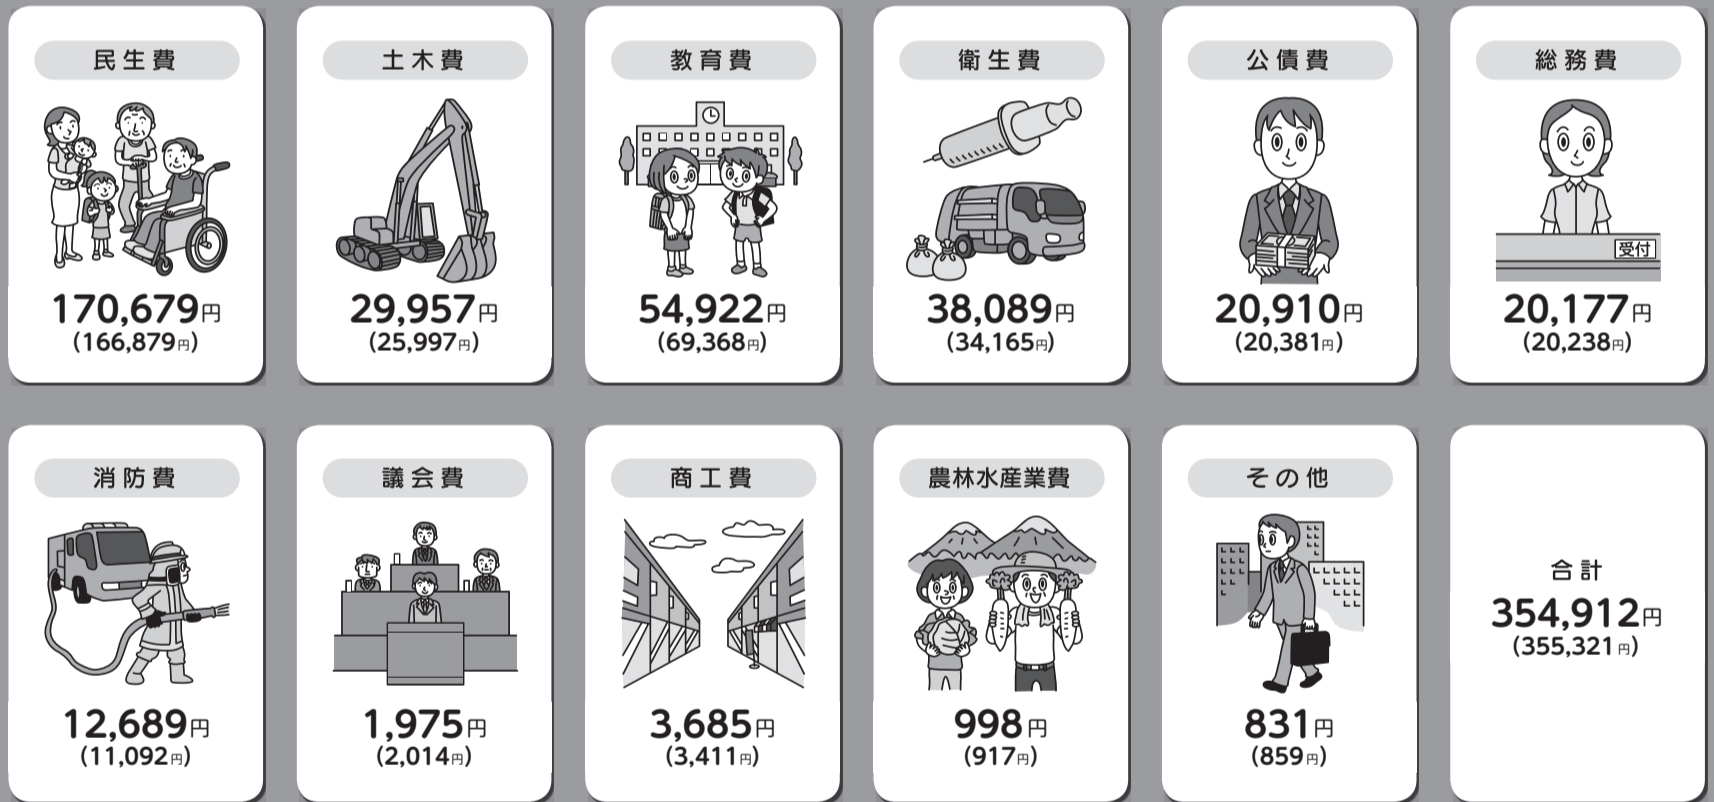 民生費
170,679円
(166,879円)
土木費
29,957円
(25,997円)
教育費
54,922円
(69,368円)
衛生費
38,089円
(34,165円)
公債費
20,910円
(20,381円)
総務費
受付
20,177円
(20,238円)
消防費
12,689円
(11,092円)
議会費
1,975円
(2,014円)
商工費
3,685円
(3,411円)
農林水産業費
998円
(917円)
その他
831円
(859円)
合計
354,912円
(355,321円)